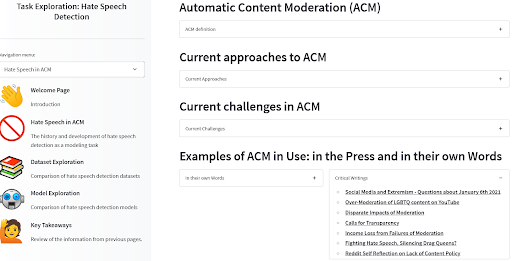 Task Exploration: Hate Speech
Detection
Navigation menu:
Hate Speech in ACM
Welcome Page
Introduction
Hate Speech in ACM
The history and development of hate speech
detection as a modeling task
Dataset Exploration
Comparison of hate speech detection datasets
Model Exploration
Comparison of hate speech detection models
Key Takeaways
Review of the information from previous pages.
Automatic Content Moderation (ACM)
ACM definition
Current approaches to ACM
Current Approaches
Current challenges in ACM
Current Challenges
Examples of ACM in Use: in the Press and in their own Words
In their own Words
Critical Writings
Social Media and Extremism - Questions about January 6th 2021
Over-Moderation of LGBTQ content on YouTube
Disparate Impacts of Moderation
Calls for Transparency
Income Loss from Failures of Moderation
Fighting Hate Speech, Silencing Drag Queens?
Reddit Self Reflection on Lack of Content Policy